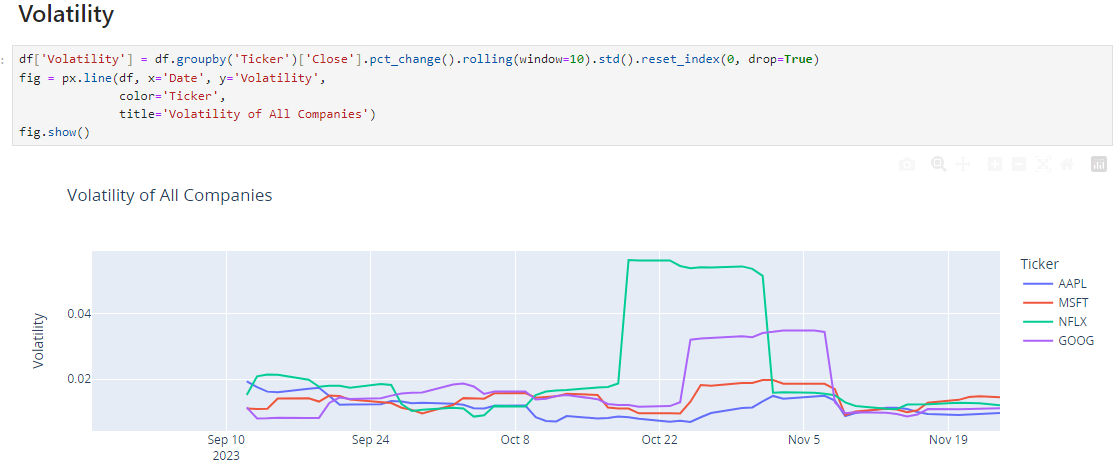 Volatility
df['Volatility'] = df.groupby('Ticker')['Close'].pct_change().rolling(window=10).std().reset_index(0, drop=True)
fig = px.line(df, x='Date', y='Volatility',
color='Ticker',
title='Volatility of All Companies')
fig.show()
Volatility of All Companies
Ticker
AAPL
MSFT
NFLX
GOOG
Volatility
0.04
0.02
Sep 10
2023
Sep 24
Oct 8
Oct 22
Nov 5
Nov 19